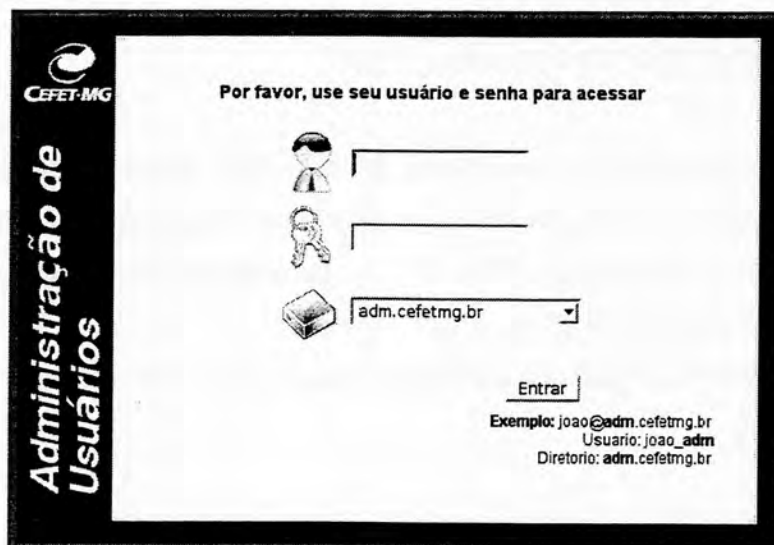 CEFET-MG
Administração de
Usuários
Por favor, use seu usuário e senha para acessar
adm.cefetmg.br
Entrar
Exemplo: joao@adm.cefetmg.br
Usuario: joao_adm
Diretorio: adm.cefetmg.br